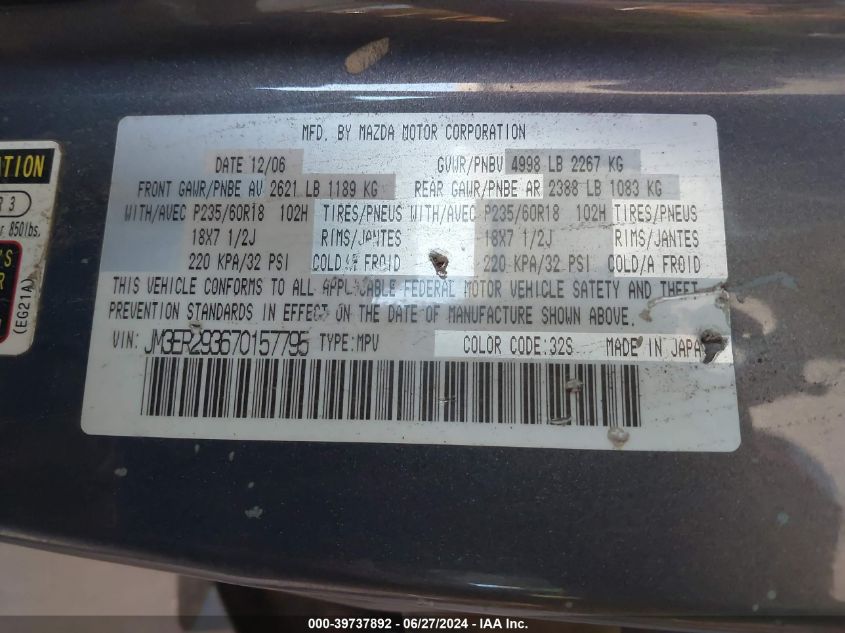 MFD. BY MAZDA MOTOR CORPORATION
DATE 12/06 GVWR/PNBV 4998 LB 2267 KG
FRONT GAWR/PNBE AV 2621 LB 1189 KG REAR GAWR/PNBE AR 2388 LB 1083 KG
WITH/AVEC P235/60R18 102H TIRES/PNEUS WITH/AVEC P235/60R18 102H TIRES/PNEUS
18X7 1/2J RIMS/JANTES 18X7 1/2J RIMS/JANTES
220 KPA/32 PSI COLD/A FROID 220 KPA/32 PSI COLD/A FROID
THIS VEHICLE CONFORMS TO ALL APPLICABLE FEDERAL MOTOR VEHICLE SAFETY AND THEFT
PREVENTION STANDARDS IN EFFECT ON THE DATE OF MANUFACTURE SHOWN ABOVE.
VIN: JM3ER293670157795 TYPE:MPV COLOR CODE:32S MADE IN JAPAN
ATION
R 3
850lbs.
'S
R
(EG21A)
000-39737892 - 06/27/2024 - IAA Inc.